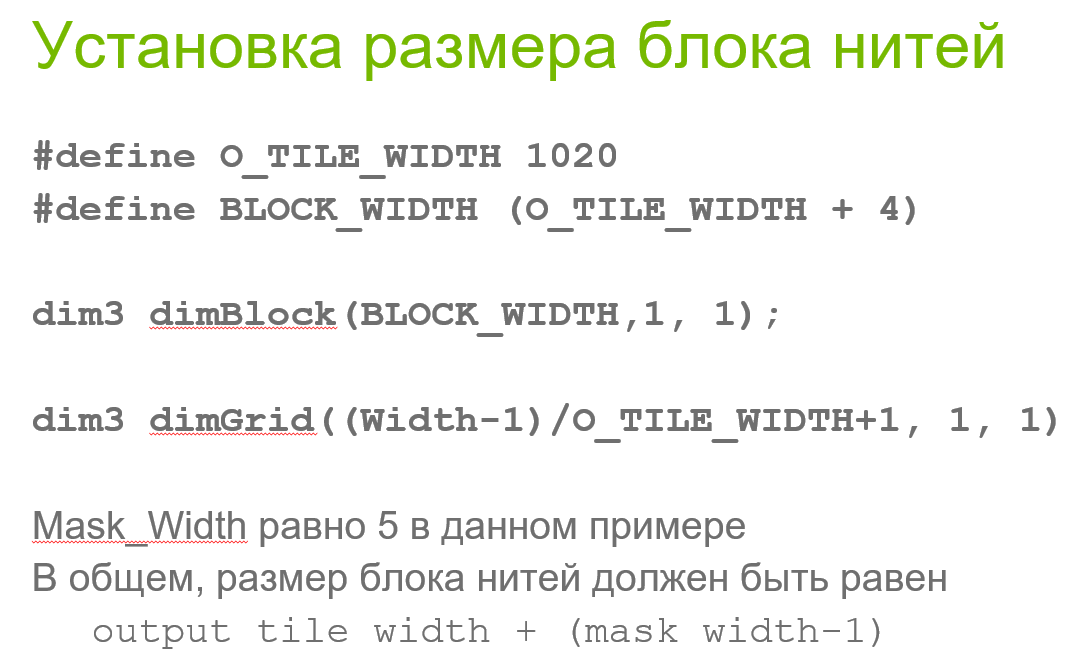 Установка размера блока нитей
#define O_TILE_WIDTH 1020
#define BLOCK_WIDTH (O_TILE_WIDTH + 4)
dim3 dimBlock(BLOCK_WIDTH,1, 1);
dim3 dimGrid((Width-1)/O_TILE_WIDTH+1, 1, 1)
Mask_Width равно 5 в данном примере
В общем, размер блока нитей должен быть равен
output tile width + (mask width-1)